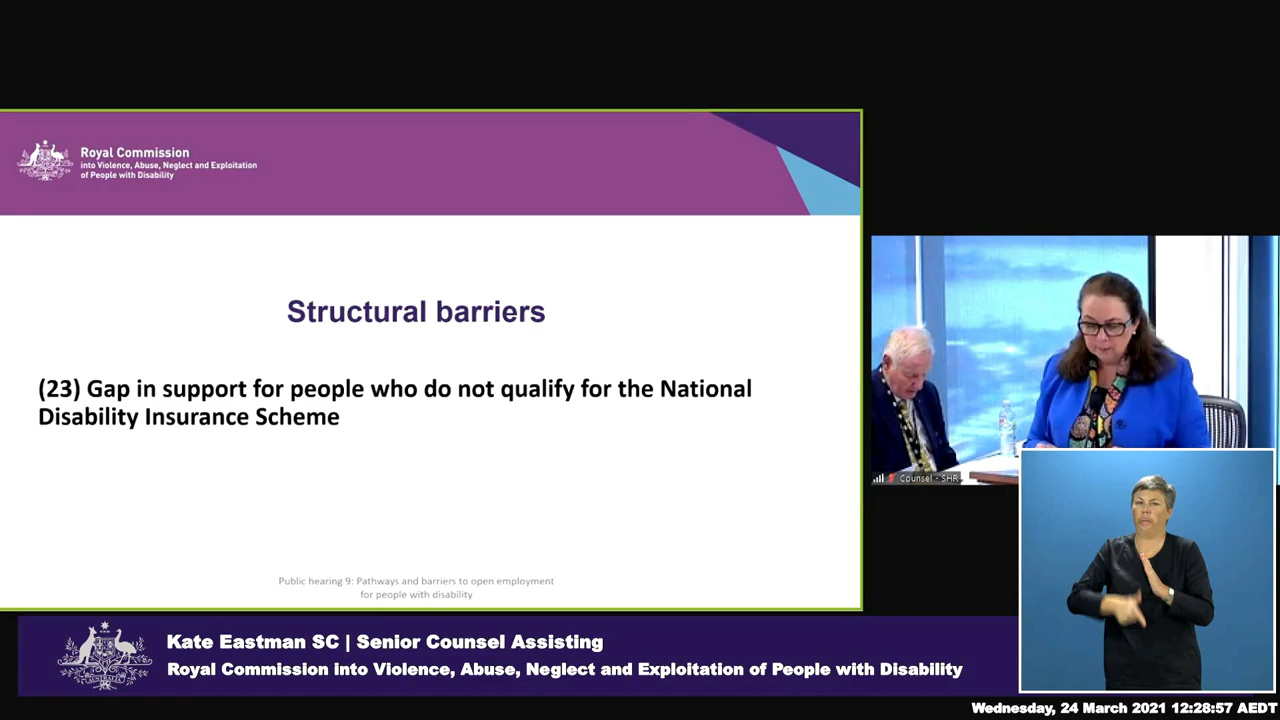 Royal Commission
into Violence, Abuse, Neglect and Exploitation
of People with Disability
Structural barriers
(23) Gap in support for people who do not qualify for the National
Disability Insurance Scheme
Public hearing 9: Pathways and barriers to open employment
for people with disability
Counsel - SHR
Kate Eastman SC | Senior Counsel Assisting
Royal Commission into Violence, Abuse, Neglect and Exploitation of People with Disability
Wednesday, 24 March 2021 12:28:57 AEDT